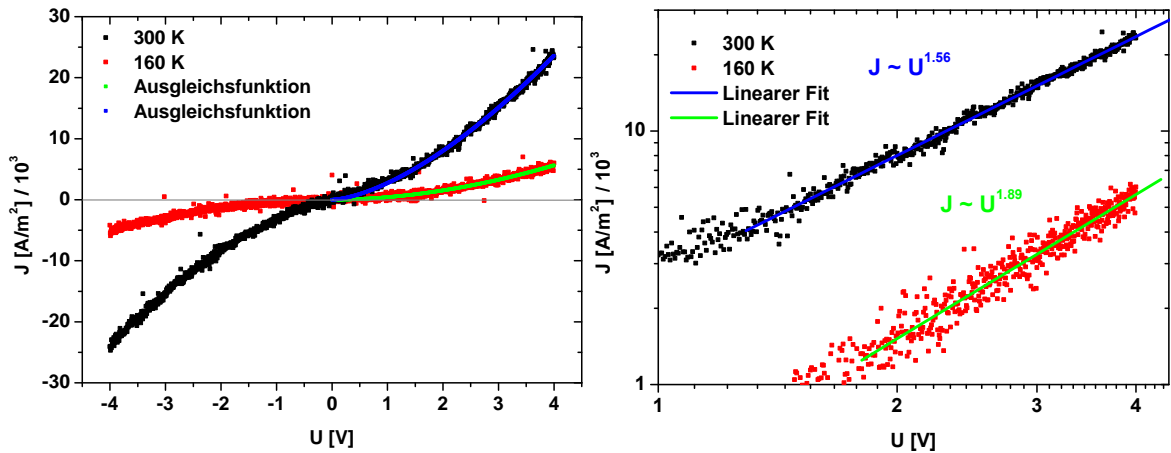 300 K
160 K
Ausgleichsfunktion
Ausgleichsfunktion
30
20
10
0
-10
-20
-30
-4 -3 -2 -1 0 1 2 3 4
J [A/m²] / 10³
U [V]
300 K
160 K
Linearer Fit
Linearer Fit
J ~ U^1.56
J ~ U^1.89
10
1
1 2 3 4
J [A/m²] / 10³
U [V]